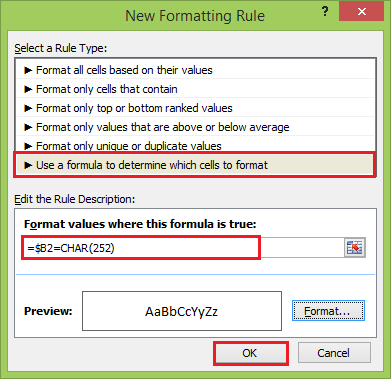 New Formatting Rule
?
Select a Rule Type:
► Format all cells based on their values
► Format only cells that contain
► Format only top or bottom ranked values
► Format only values that are above or below average
► Format only unique or duplicate values
► Use a formula to determine which cells to format
Edit the Rule Description:
Format values where this formula is true:
=$B2=CHAR(252)
Preview:
AaBbCcYyZz
Format...
OK
Cancel